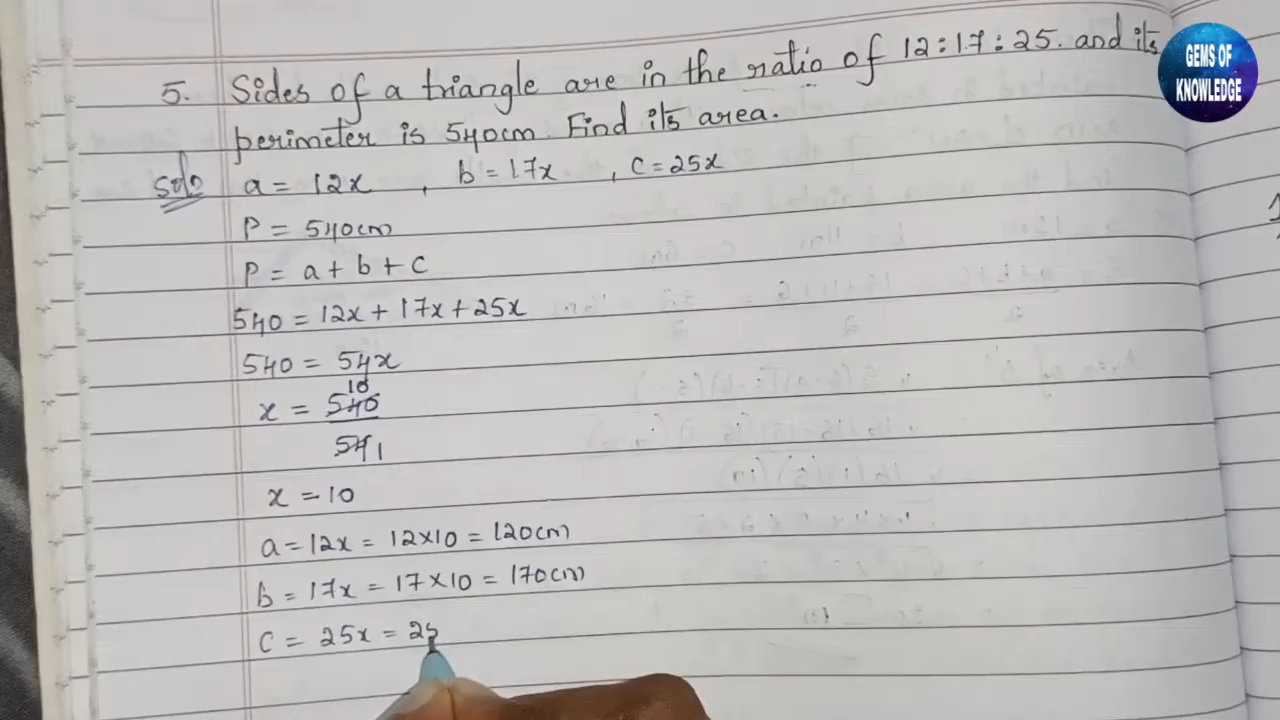 GEMS OF
KNOWLEDGE
5. Sides of a triangle are in the ratio of 12:17:25. and its
perimeter is 540cm. Find its area.
Soln a = 12x , b = 17x , c = 25x
P = 540cm
P = a + b + c
540 = 12x + 17x + 25x
540 = 54x
10
x = 540
54 1
x = 10
a = 12x = 12×10 = 120cm
b = 17x = 17×10 = 170cm
c = 25x = 25